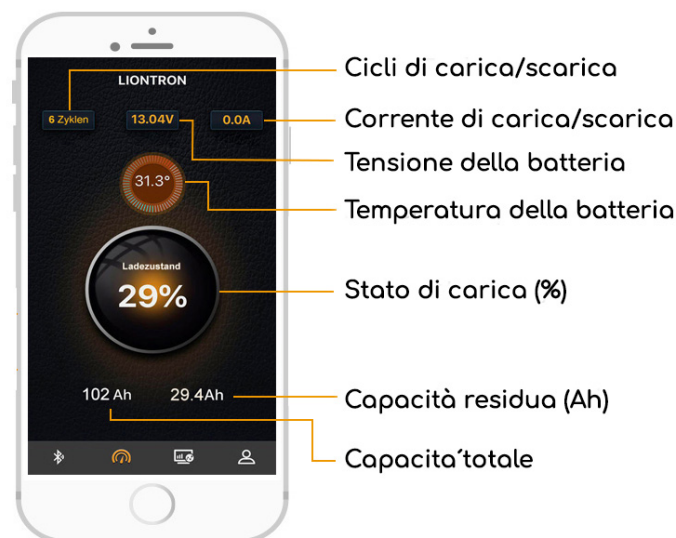 LIONTRON
Cicli di carica/scarica
6 Zyklen
13.04V
0.0A
Corrente di carica/scarica
Tensione della batteria
31.3°
Temperatura della batteria
Ladezustand
29%
Stato di carica (%)
102 Ah
29.4Ah
Capacità residua (Ah)
Capacita´totale